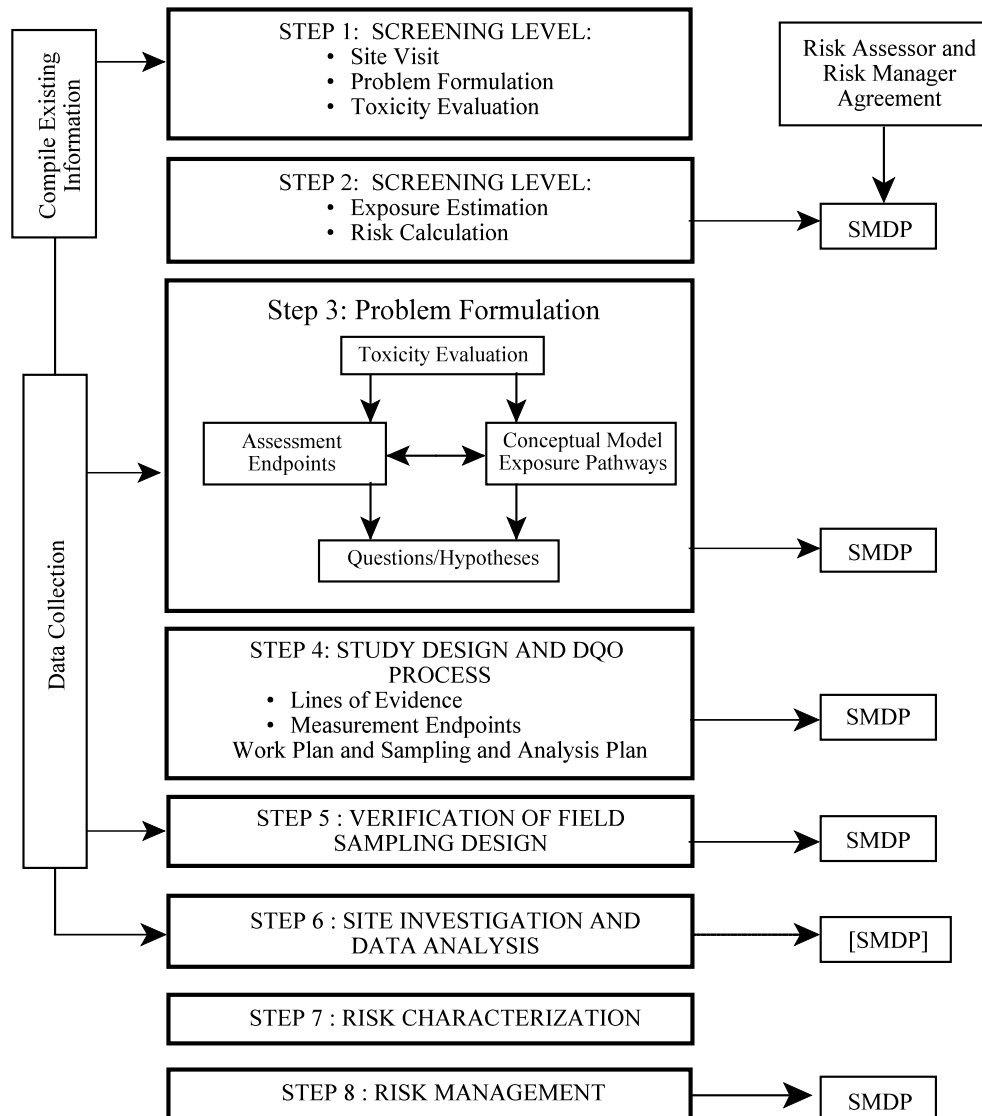 STEP 1: SCREENING LEVEL:
• Site Visit
• Problem Formulation
• Toxicity Evaluation
Compile Existing
Information
Risk Assessor and
Risk Manager
Agreement
STEP 2: SCREENING LEVEL:
• Exposure Estimation
• Risk Calculation
SMDP
Step 3: Problem Formulation
Toxicity Evaluation
Assessment
Endpoints
Conceptual Model
Exposure Pathways
Questions/Hypotheses
SMDP
Data Collection
STEP 4: STUDY DESIGN AND DQO
PROCESS
• Lines of Evidence
• Measurement Endpoints
Work Plan and Sampling and Analysis Plan
SMDP
STEP 5 : VERIFICATION OF FIELD
SAMPLING DESIGN
SMDP
STEP 6 : SITE INVESTIGATION AND
DATA ANALYSIS
[SMDP]
STEP 7 : RISK CHARACTERIZATION
STEP 8 : RISK MANAGEMENT
SMDP